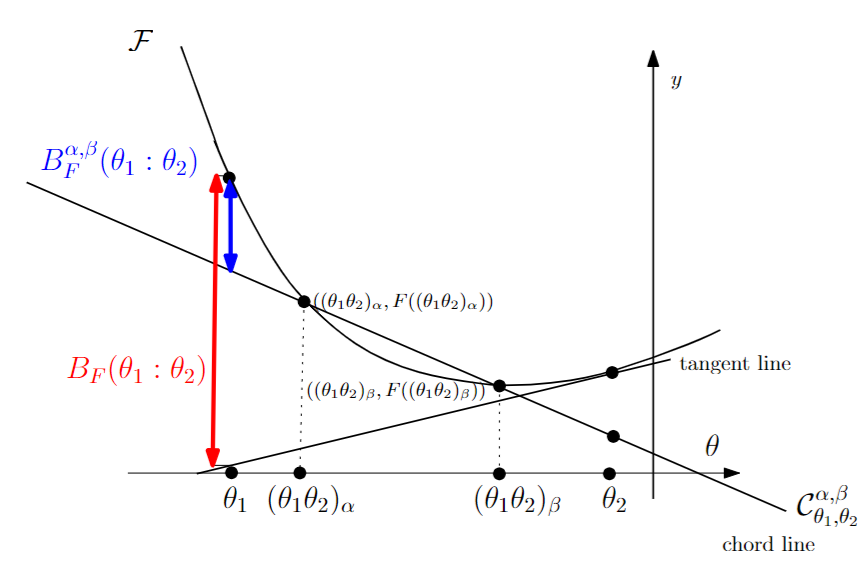 𝓕
y
B_F^{α,β}(θ₁ : θ₂)
((θ₁θ₂)_α, F((θ₁θ₂)_α))
B_F(θ₁ : θ₂)
tangent line
((θ₁θ₂)_β, F((θ₁θ₂)_β))
θ
θ₁ (θ₁θ₂)_α (θ₁θ₂)_β θ₂
𝓒_{θ₁,θ₂}^{α,β}
chord line